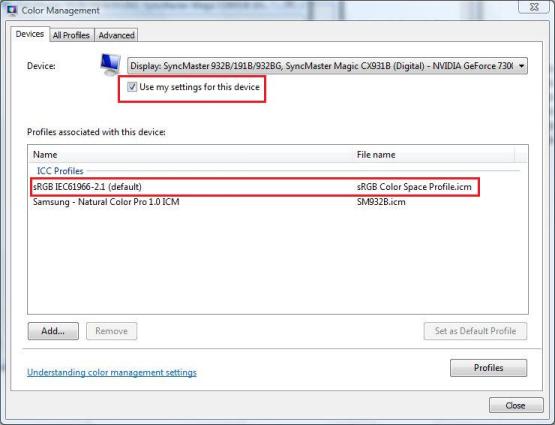 Color Management
Devices All Profiles Advanced
Device: Display: SyncMaster 932B/191B/932BG, SyncMaster Magic CX931B (Digital) - NVIDIA GeForce 730
Use my settings for this device
Profiles associated with this device:
Name File name
ICC Profiles
sRGB IEC61966-2.1 (default) sRGB Color Space Profile.icm
Samsung - Natural Color Pro 1.0 ICM SM932B.icm
Add... Remove Set as Default Profile
Understanding color management settings Profiles
Close